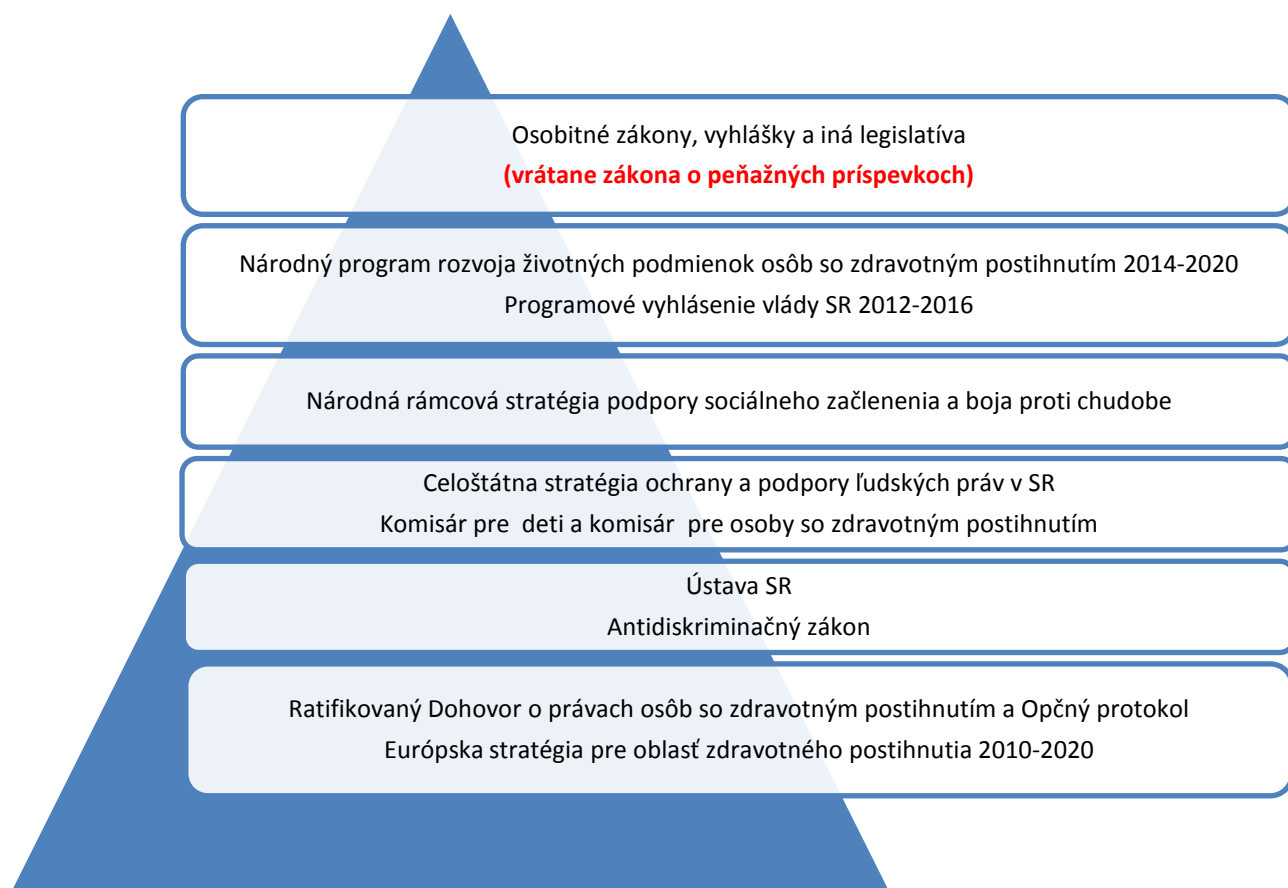 Osobitné zákony, vyhlášky a iná legislatíva
(vrátane zákona o peňažných príspevkoch)
Národný program rozvoja životných podmienok osôb so zdravotným postihnutím 2014-2020
Programové vyhlásenie vlády SR 2012-2016
Národná rámcová stratégia podpory sociálneho začlenenia a boja proti chudobe
Celoštátna stratégia ochrany a podpory ľudských práv v SR
Komisár pre deti a komisár pre osoby so zdravotným postihnutím
Ústava SR
Antidiskriminačný zákon
Ratifikovaný Dohovor o právach osôb so zdravotným postihnutím a Opčný protokol
Európska stratégia pre oblasť zdravotného postihnutia 2010-2020